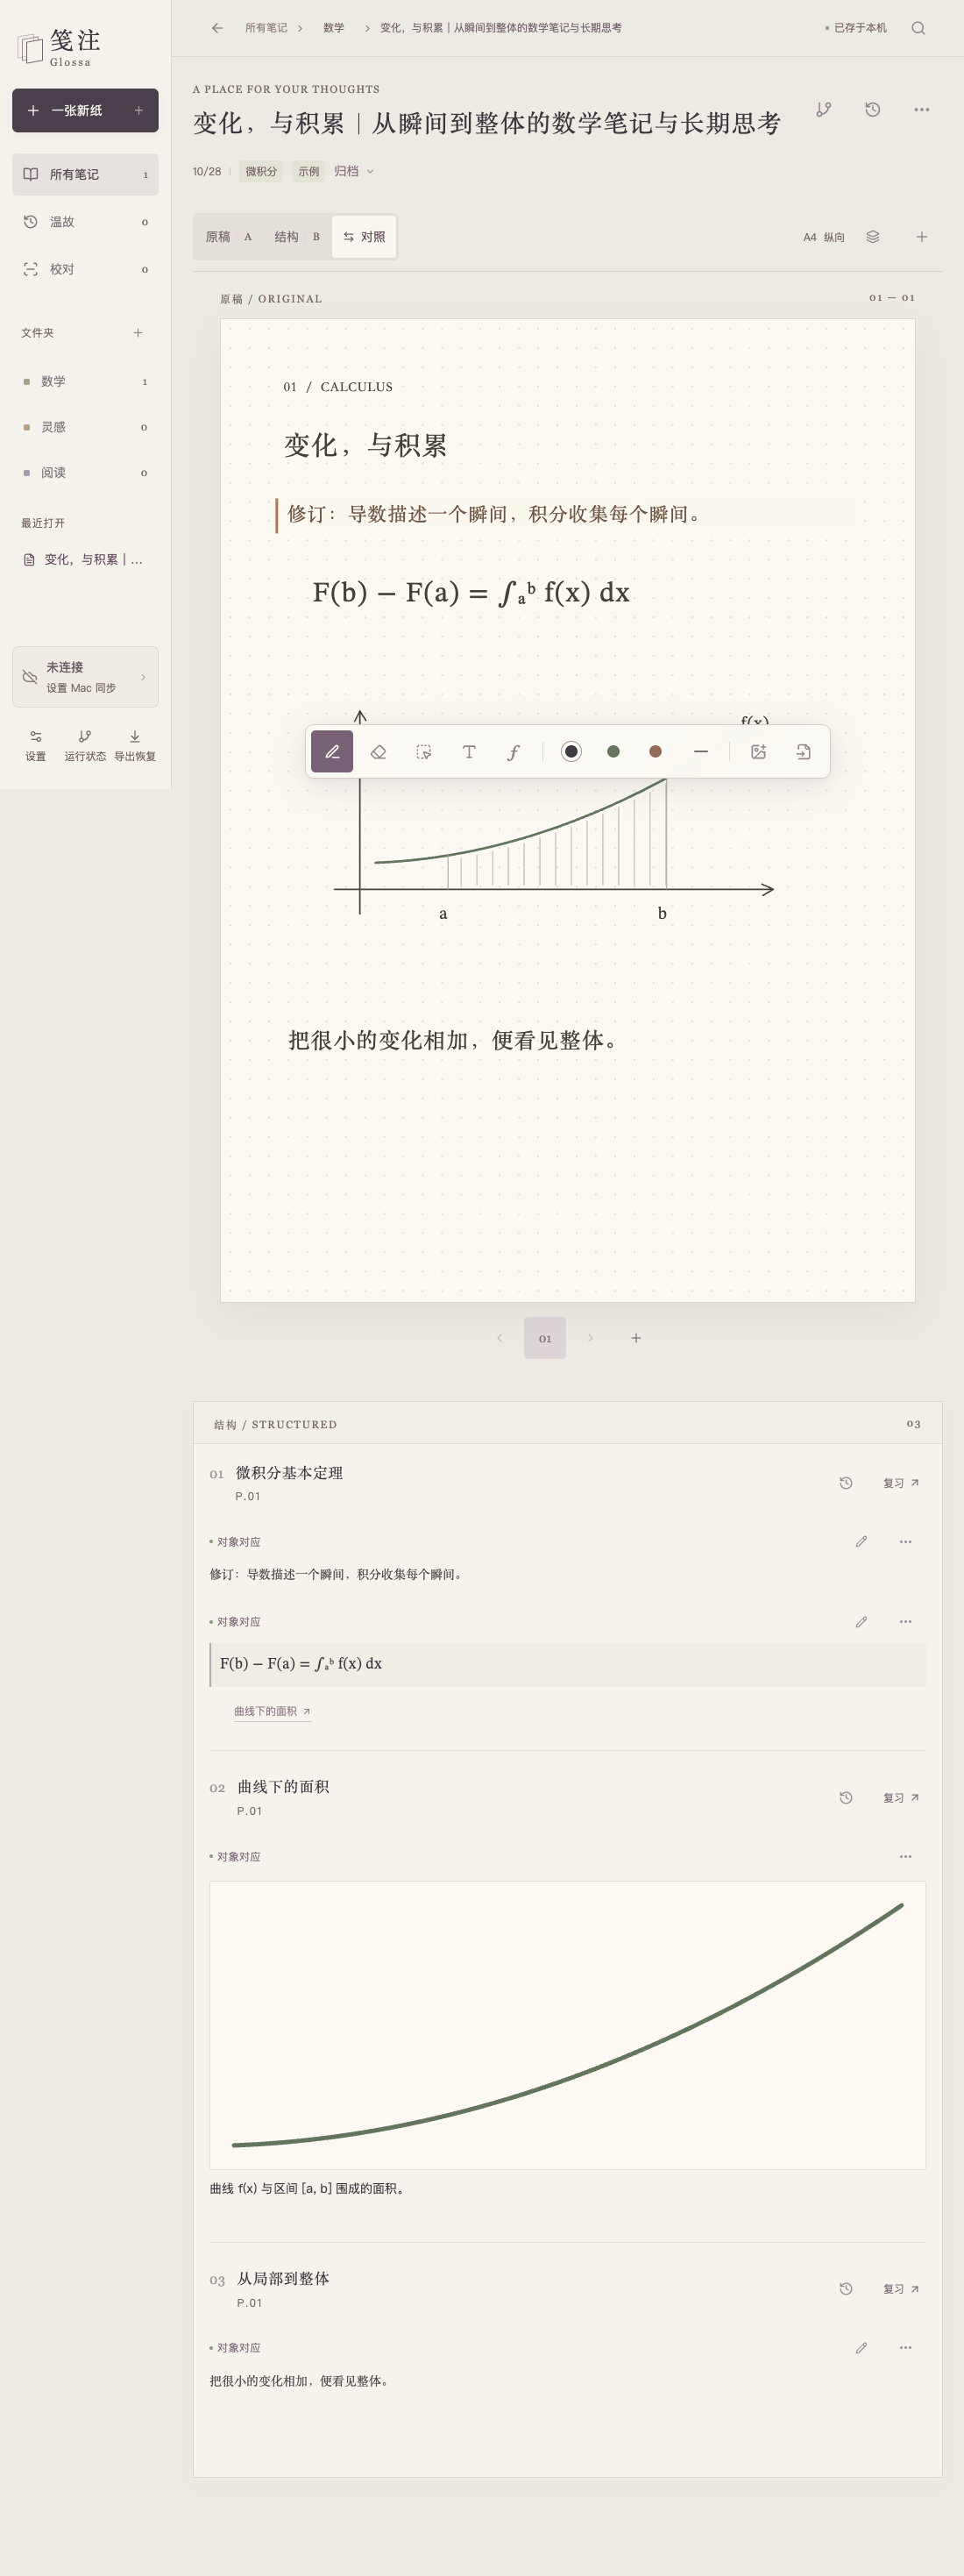 笺注
Glossa
一张新纸
所有笔记 1
温故 0
校对 0
文件夹
数学 1
灵感 0
阅读 0
最近打开
变化，与积累｜...
未连接
设置 Mac 同步
设置 运行状态 导出恢复
所有笔记 数学 变化，与积累｜从瞬间到整体的数学笔记与长期思考 已存于本机
A PLACE FOR YOUR THOUGHTS
变化，与积累｜从瞬间到整体的数学笔记与长期思考
10/28 微积分 示例 归档
原稿 A 结构 B 对照 A4 纵向
原稿 / ORIGINAL 01 — 01
01 / CALCULUS
变化，与积累
修订：导数描述一个瞬间，积分收集每个瞬间。
F(b) − F(a) = ∫ₐᵇ f(x) dx
f(x)
T f
a b
把很小的变化相加，便看见整体。
01
结构 / STRUCTURED 03
01 微积分基本定理 复习
P.01
对象对应
修订：导数描述一个瞬间，积分收集每个瞬间。
对象对应
F(b) − F(a) = ∫ₐᵇ f(x) dx
曲线下的面积
02 曲线下的面积 复习
P.01
对象对应
曲线 f(x) 与区间 [a, b] 围成的面积。
03 从局部到整体 复习
P.01
对象对应
把很小的变化相加，便看见整体。